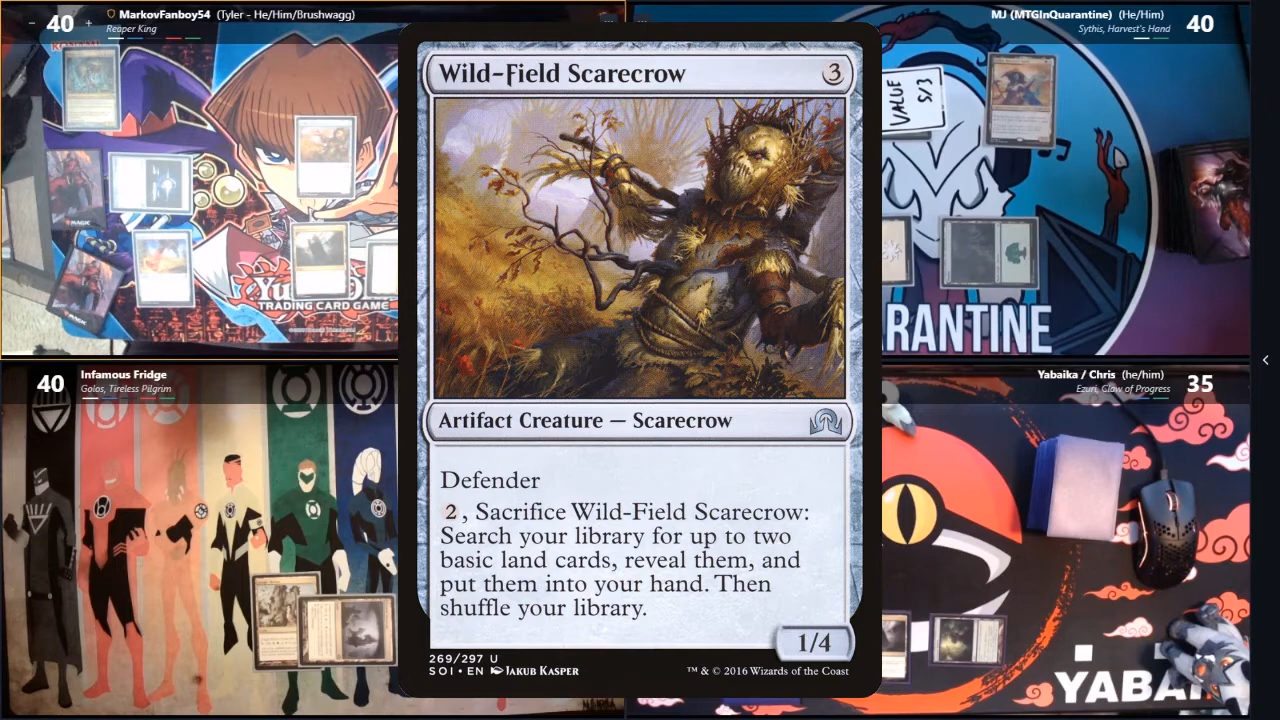 40
MarkovFanboy54 (Tyler - He/Him/Brushwagg)
Reaper King
MJ (MTGInQuarantine) (He/Him)
Sythis, Harvest's Hand
40
VALUE
5/3
MAGIC
MAGIC
TRADING CARD GAME
RANTINE
Wild-Field Scarecrow
3
Artifact Creature — Scarecrow
Defender
2, Sacrifice Wild-Field Scarecrow:
Search your library for up to two
basic land cards, reveal them, and
put them into your hand. Then
shuffle your library.
1/4
269/297 U
SOI • EN Jakub Kasper
™ & © 2016 Wizards of the Coast
40
Infamous Fridge
Golos, Tireless Pilgrim
Yabaika / Chris (he/him)
Ezuri, Claw of Progress
35
YABA